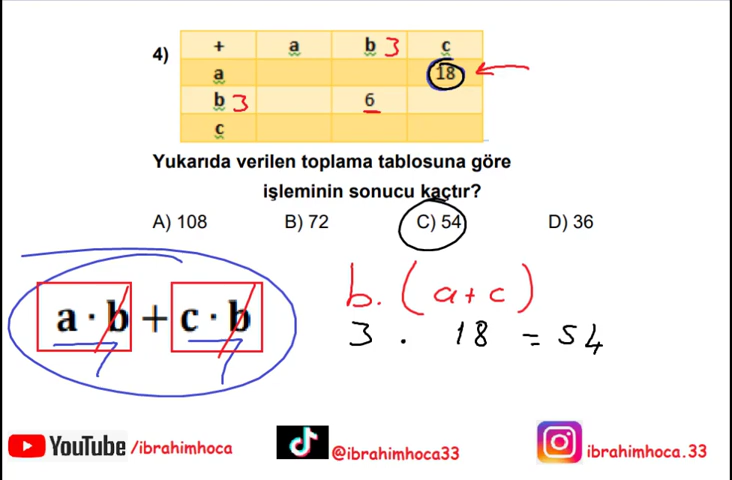 4)
+ a b 3 c
a 18
b 3 6
c
Yukarıda verilen toplama tablosuna göre
işleminin sonucu kaçtır?
A) 108 B) 72 C) 54 D) 36
a · b + c · b
b. (a+c)
3 . 18 = 54
YouTube /ibrahimhoca
@ibrahimhoca33
ibrahimhoca.33